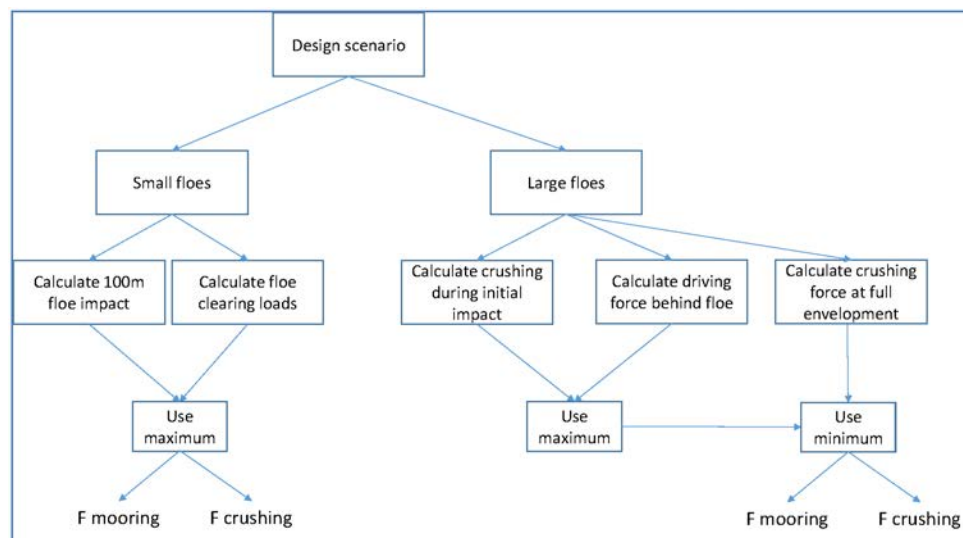 Design scenario
Small floes
Large floes
Calculate 100m
floe impact
Calculate floe
clearing loads
Calculate crushing
during initial
impact
Calculate driving
force behind floe
Calculate crushing
force at full
envelopment
Use
maximum
Use
maximum
Use
minimum
F mooring
F crushing
F mooring
F crushing